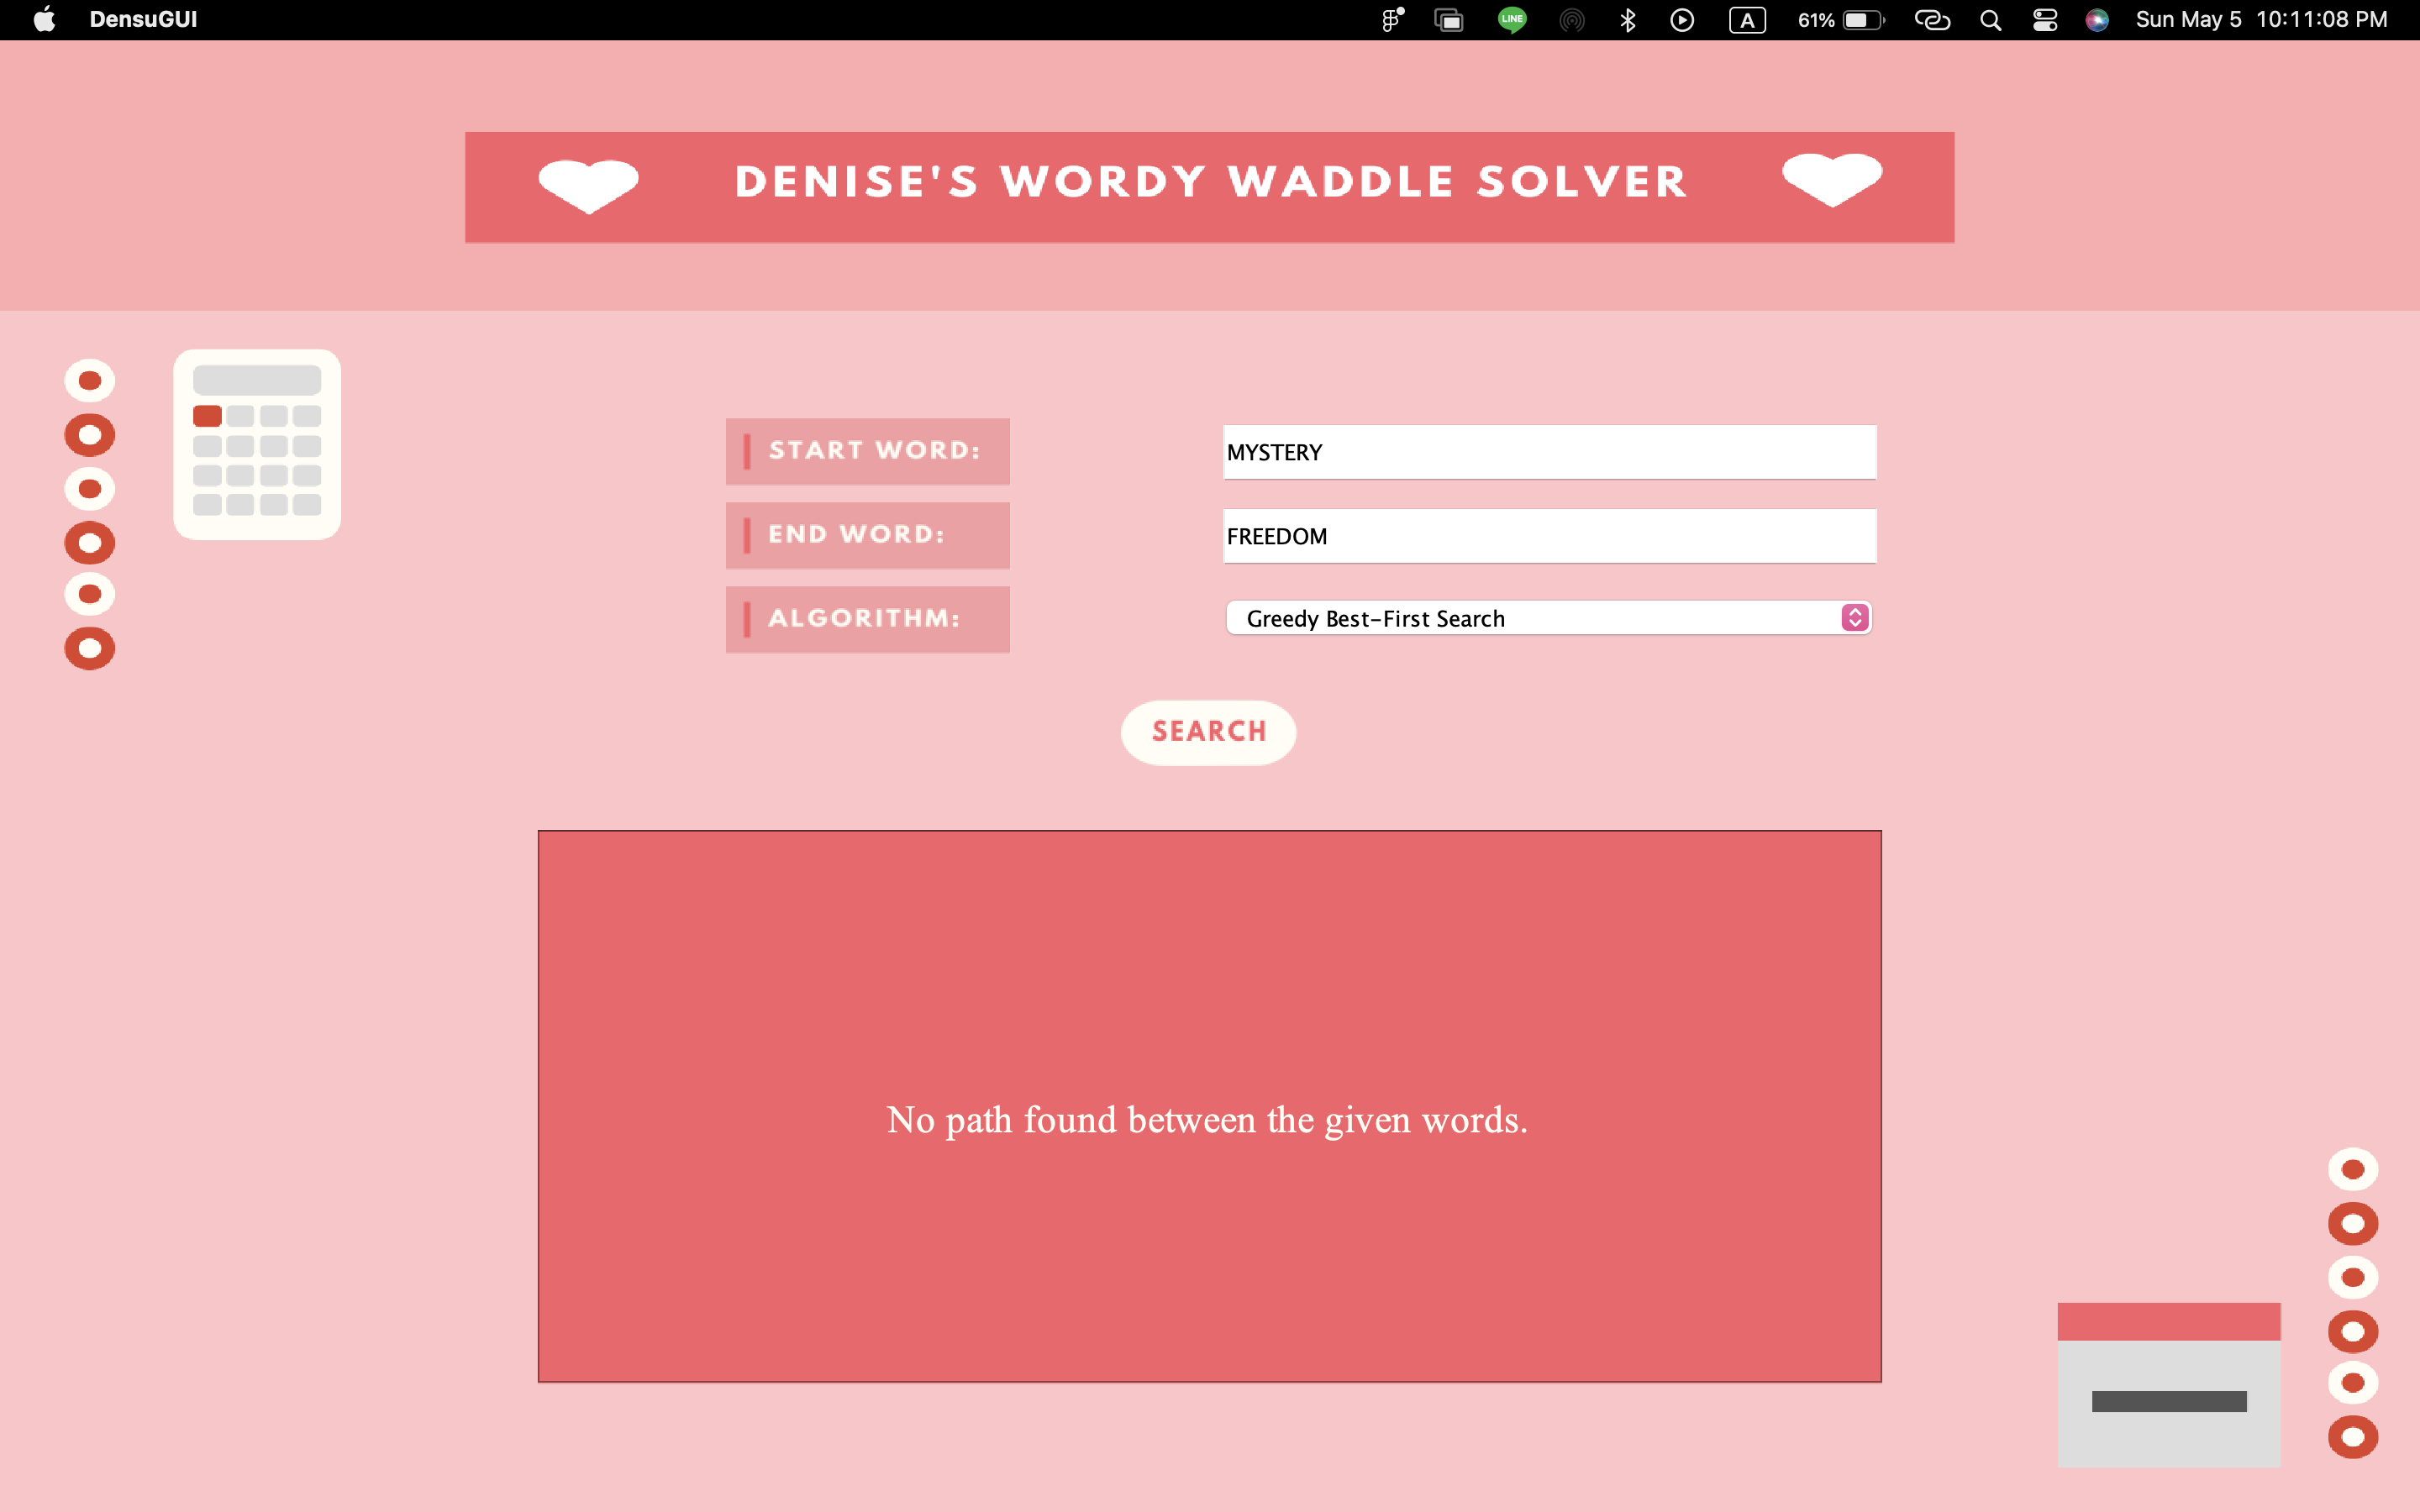 DensuGUI LINE A 61% Sun May 5 10:11:08 PM
DENISE'S WORDY WADDLE SOLVER
START WORD: MYSTERY
END WORD: FREEDOM
ALGORITHM: Greedy Best-First Search
SEARCH
No path found between the given words.